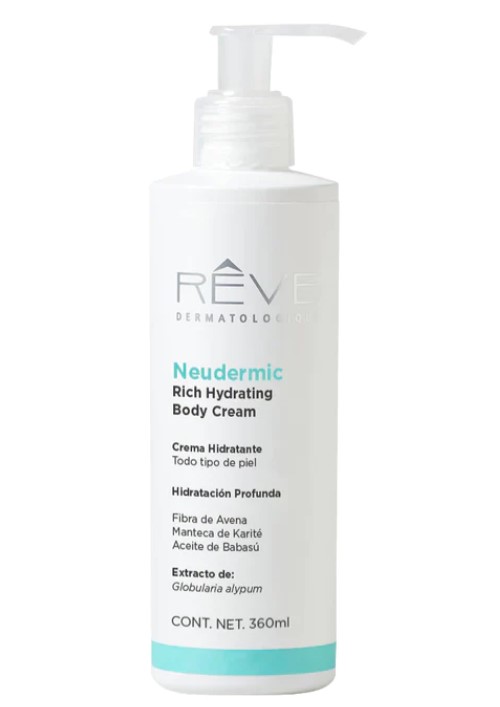 RÊVE
DERMATOLOGIQUE
Neudermic
Rich Hydrating
Body Cream
Crema Hidratante
Todo tipo de piel
Hidratación Profunda
Fibra de Avena
Manteca de Karité
Aceite de Babasú
Extracto de:
Globularia alypum
CONT. NET. 360ml